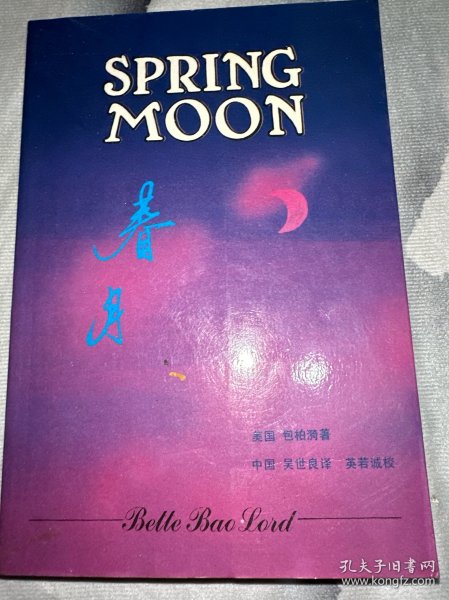 SPRING
MOON
春
月
美国 包柏漪著
中国 吴世良译 英若诚校
Bette Bao Lord
孔夫子旧书网
www.kongfz.com